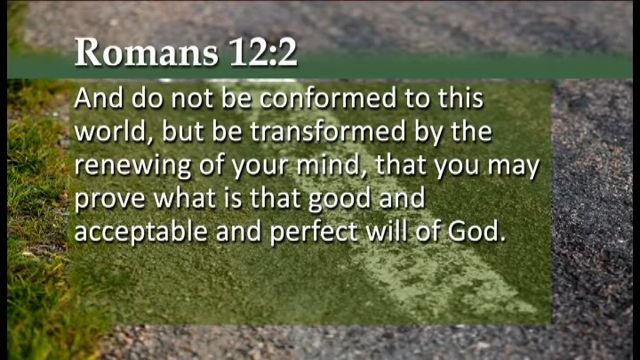 Romans 12:2
And do not be conformed to this
world, but be transformed by the
renewing of your mind, that you may
prove what is that good and
acceptable and perfect will of God.